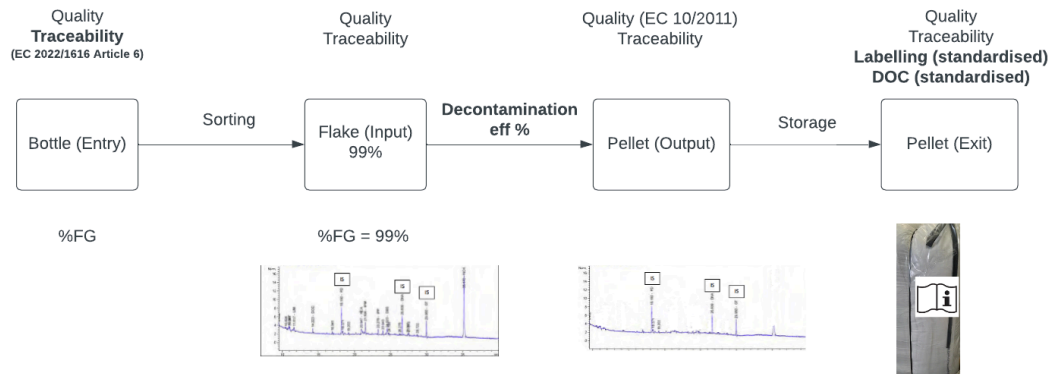 Quality
Traceability
(EC 2022/1616 Article 6)
Quality
Traceability
Quality (EC 10/2011)
Traceability
Quality
Traceability
Labelling (standardised)
DOC (standardised)
Bottle (Entry)
Sorting
Flake (Input)
99%
Decontamination
eff %
Pellet (Output)
Storage
Pellet (Exit)
%FG
%FG = 99%
IS
IS
IS
IS
IS
IS
i